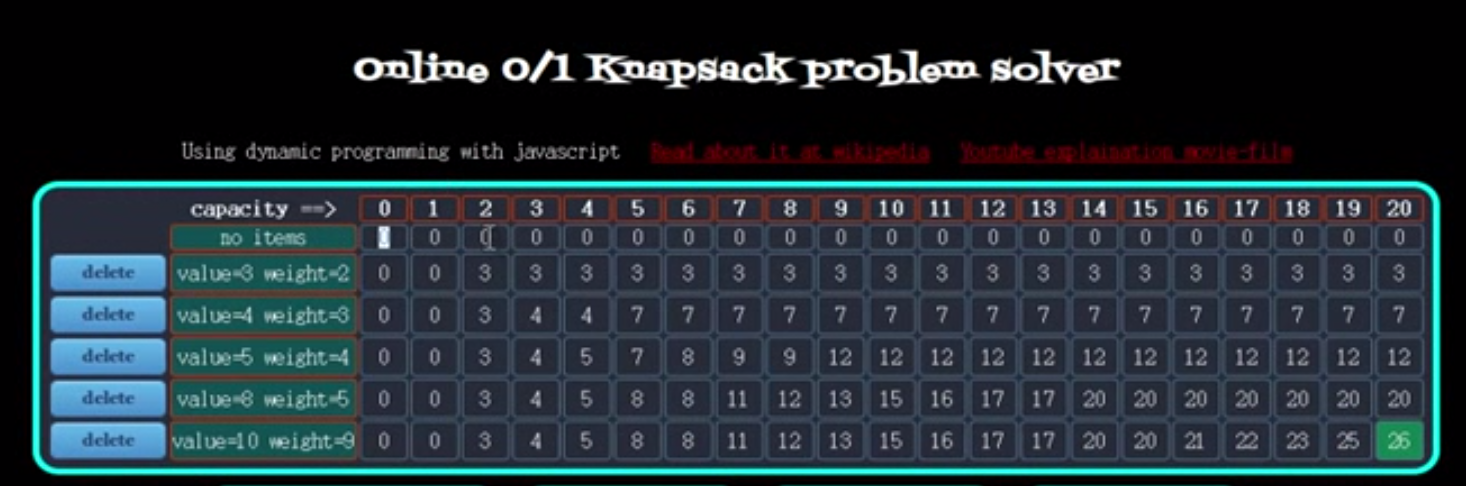 Online 0/1 Knapsack problem solver
Using dynamic programming with javascript Read about it at wikipedia Youtube explaination movie-film
capacity ==> 0 1 2 3 4 5 6 7 8 9 10 11 12 13 14 15 16 17 18 19 20
no items 0 0 0 0 0 0 0 0 0 0 0 0 0 0 0 0 0 0 0 0 0
delete value=3 weight=2 0 0 3 3 3 3 3 3 3 3 3 3 3 3 3 3 3 3 3 3 3
delete value=4 weight=3 0 0 3 4 4 7 7 7 7 7 7 7 7 7 7 7 7 7 7 7 7
delete value=5 weight=4 0 0 3 4 5 7 8 9 9 12 12 12 12 12 12 12 12 12 12 12 12
delete value=8 weight=5 0 0 3 4 5 8 8 11 12 13 15 16 17 17 20 20 20 20 20 20 20
delete value=10 weight=9 0 0 3 4 5 8 8 11 12 13 15 16 17 17 20 20 21 22 23 25 26